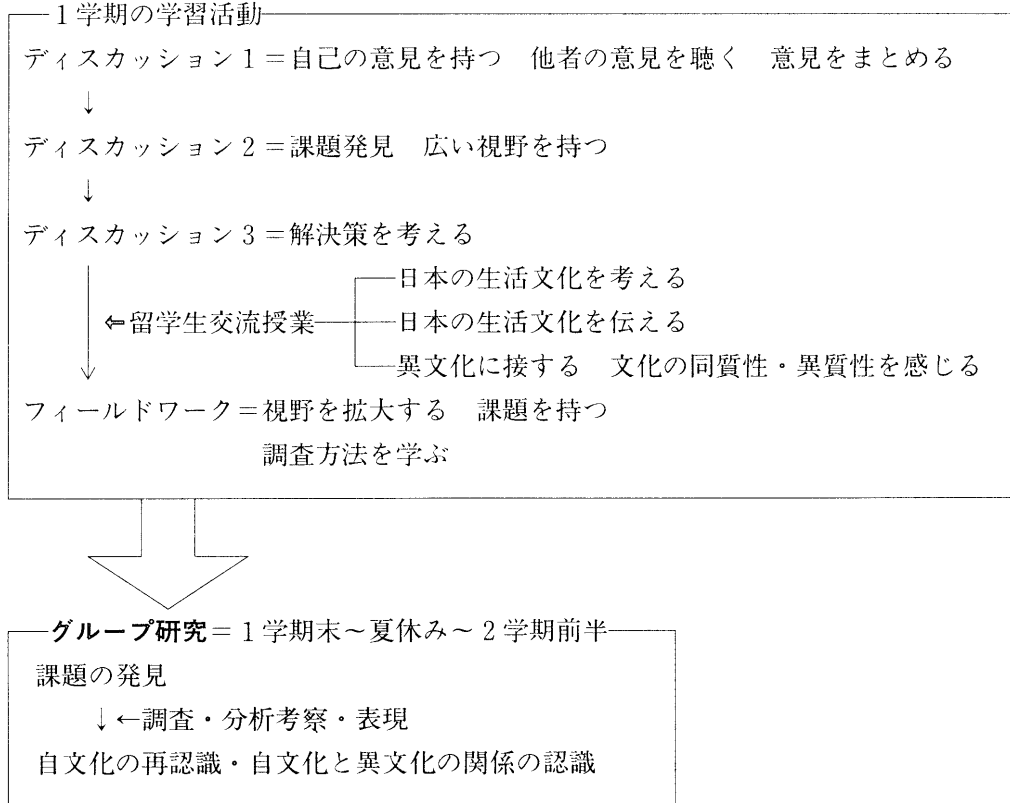 1学期の学習活動
ディスカッション1＝自己の意見を持つ　他者の意見を聴く　意見をまとめる
↓
ディスカッション2＝課題発見　広い視野を持つ
↓
ディスカッション3＝解決策を考える
日本の生活文化を考える
⇐留学生交流授業　日本の生活文化を伝える
異文化に接する　文化の同質性・異質性を感じる
フィールドワーク＝視野を拡大する　課題を持つ
調査方法を学ぶ
グループ研究＝1学期末～夏休み～2学期前半
課題の発見
↓←調査・分析考察・表現
自文化の再認識・自文化と異文化の関係の認識